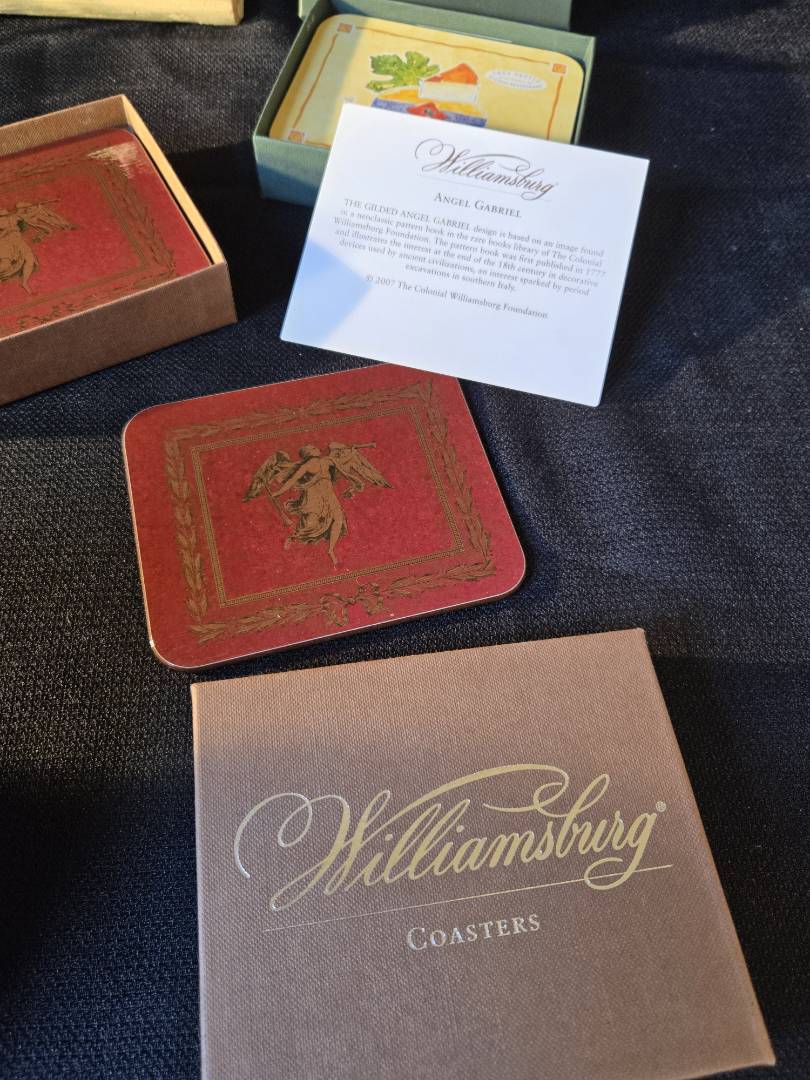 Williamsburg
ANGEL GABRIEL
THE GILDED ANGEL GABRIEL design is based on an image found
in a neoclassic pattern book in the rare books library of The Colonial
Williamsburg Foundation. The pattern book was first published in 1777
and illustrates the interest at the end of the 18th century in decorative
devices used by ancient civilizations, an interest sparked by period
excavations in southern Italy.
© 2007 The Colonial Williamsburg Foundation
Williamsburg®
COASTERS